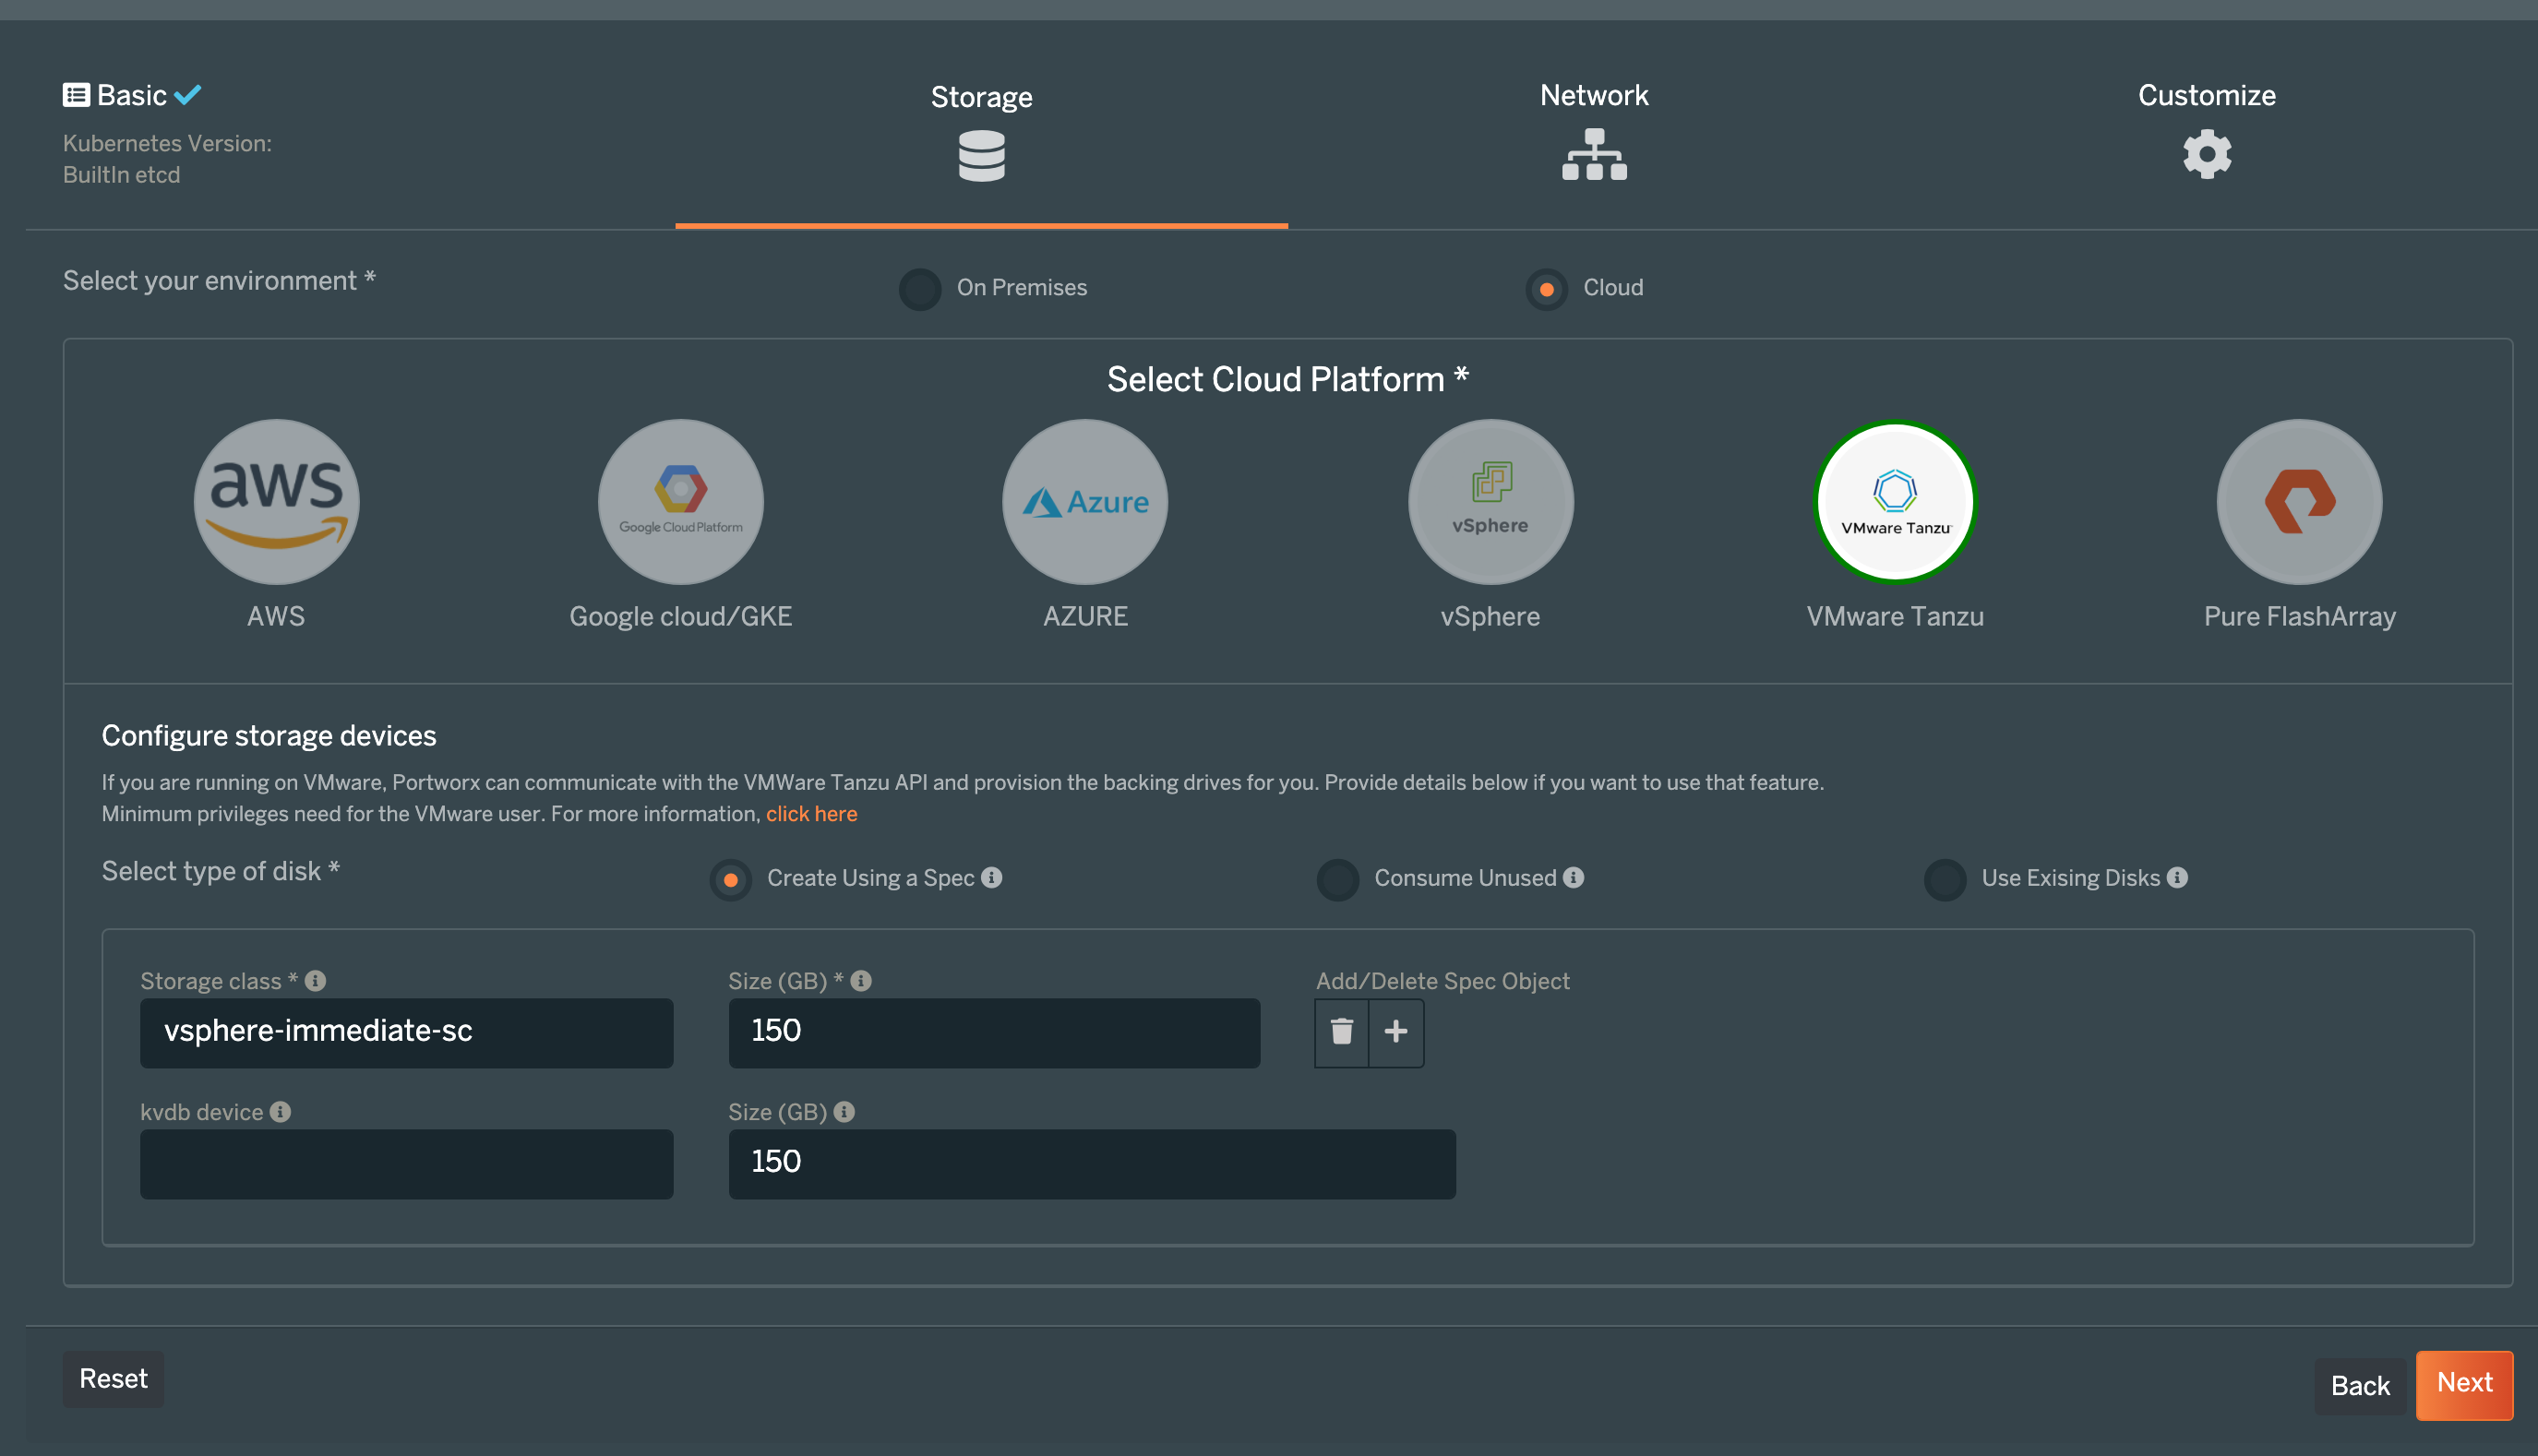 Basic
Kubernetes Version:
BuiltIn etcd
Storage
Network
Customize
Select your environment *
On Premises
Cloud
Select Cloud Platform *
aws
Google Cloud Platform
Azure
vSphere
VMware Tanzu
AWS
Google cloud/GKE
AZURE
vSphere
VMware Tanzu
Pure FlashArray
Configure storage devices
If you are running on VMware, Portworx can communicate with the VMWare Tanzu API and provision the backing drives for you. Provide details below if you want to use that feature.
Minimum privileges need for the VMware user. For more information, click here
Select type of disk *
Create Using a Spec
Consume Unused
Use Exising Disks
Storage class *
Size (GB) *
Add/Delete Spec Object
vsphere-immediate-sc
150
kvdb device
Size (GB)
150
Reset
Back
Next